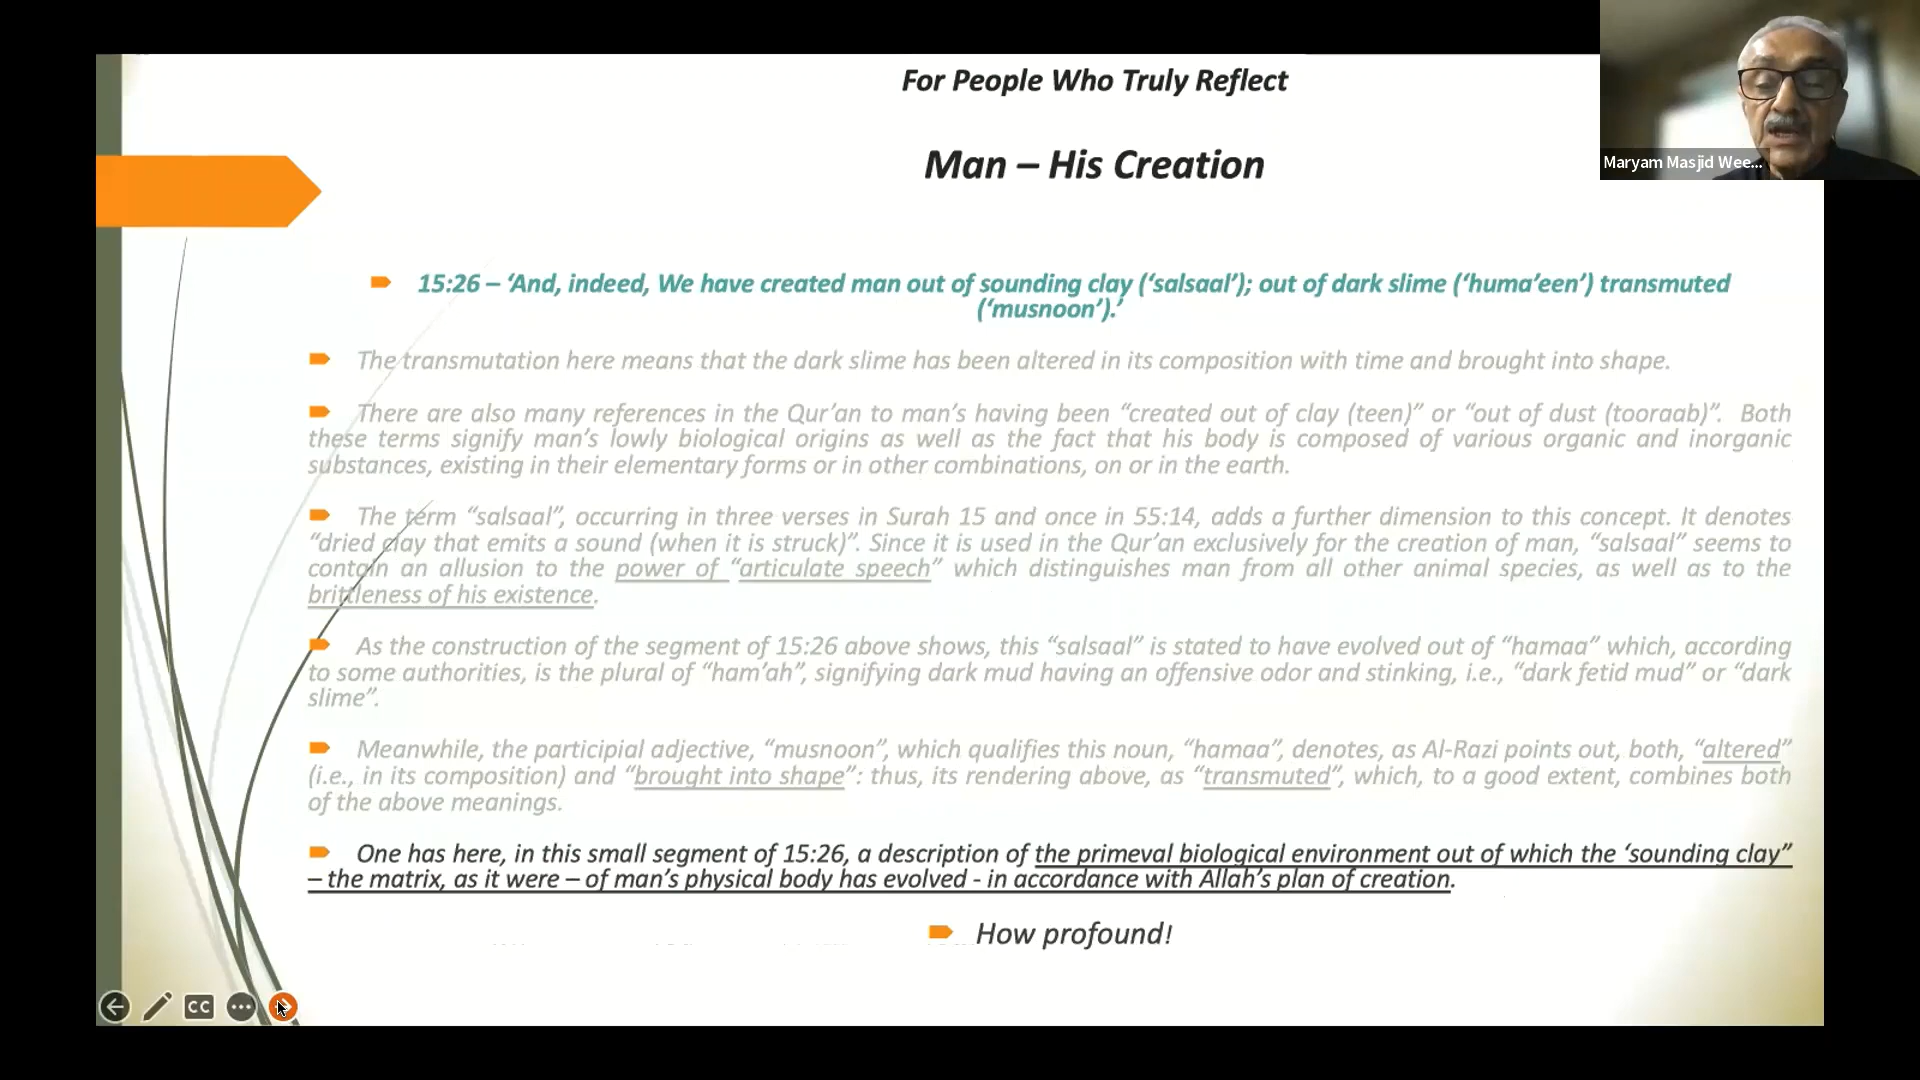 For People Who Truly Reflect
Man – His Creation
Maryam Masjid Wee...
15:26 – ‘And, indeed, We have created man out of sounding clay (‘salsaal’); out of dark slime (‘huma’een’) transmuted
(‘musnoon’).’
The transmutation here means that the dark slime has been altered in its composition with time and brought into shape.
There are also many references in the Qur’an to man’s having been “created out of clay (teen)” or “out of dust (tooraab)”. Both
these terms signify man’s lowly biological origins as well as the fact that his body is composed of various organic and inorganic
substances, existing in their elementary forms or in other combinations, on or in the earth.
The term “salsaal”, occurring in three verses in Surah 15 and once in 55:14, adds a further dimension to this concept. It denotes
“dried clay that emits a sound (when it is struck)”. Since it is used in the Qur’an exclusively for the creation of man, “salsaal” seems to
contain an allusion to the power of “articulate speech” which distinguishes man from all other animal species, as well as to the
brittleness of his existence.
As the construction of the segment of 15:26 above shows, this “salsaal” is stated to have evolved out of “hamaa” which, according
to some authorities, is the plural of “ham’ah”, signifying dark mud having an offensive odor and stinking, i.e., “dark fetid mud” or “dark
slime”.
Meanwhile, the participial adjective, “musnoon”, which qualifies this noun, “hamaa”, denotes, as Al-Razi points out, both, “altered”
(i.e., in its composition) and “brought into shape”: thus, its rendering above, as “transmuted”, which, to a good extent, combines both
of the above meanings.
One has here, in this small segment of 15:26, a description of the primeval biological environment out of which the ‘sounding clay”
– the matrix, as it were – of man’s physical body has evolved - in accordance with Allah’s plan of creation.
How profound!
CC